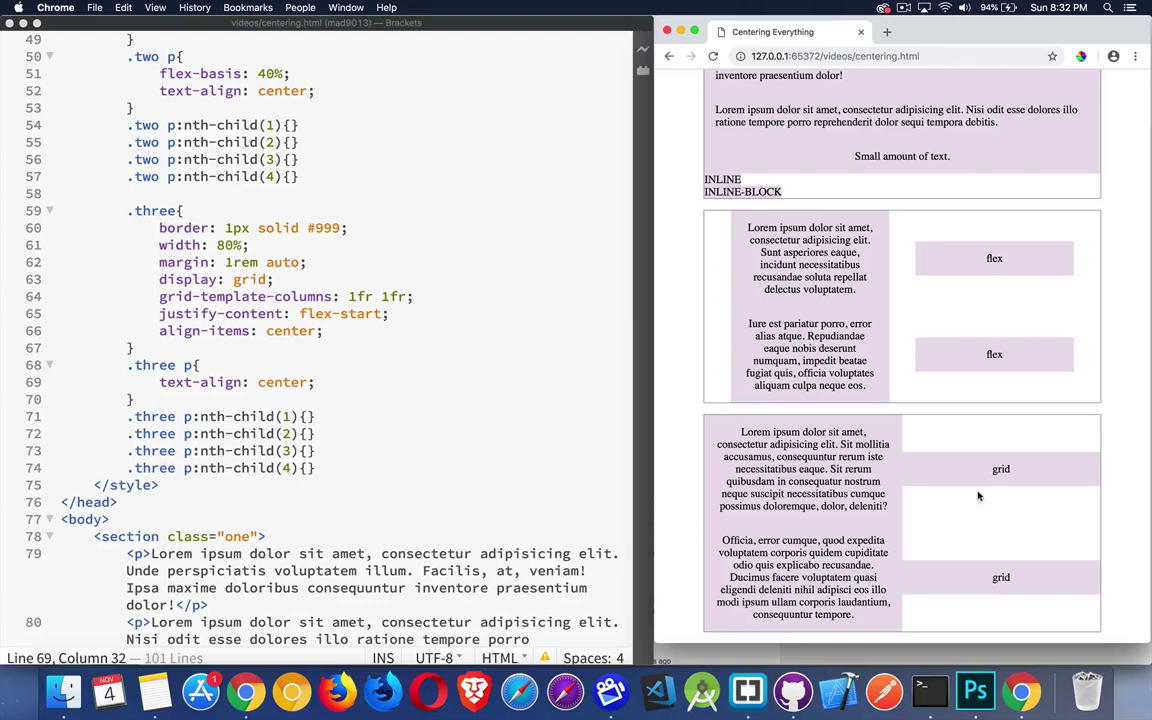 Chrome File Edit View History Bookmarks People Window Help
94% Sun 8:32 PM
videos/centering.html (mad9013) — Brackets
49 }
50 .two p{
51 flex-basis: 40%;
52 text-align: center;
53 }
54 .two p:nth-child(1){}
55 .two p:nth-child(2){}
56 .two p:nth-child(3){}
57 .two p:nth-child(4){}
58
59 .three{
60 border: 1px solid #999;
61 width: 80%;
62 margin: 1rem auto;
63 display: grid;
64 grid-template-columns: 1fr 1fr;
65 justify-content: flex-start;
66 align-items: center;
67 }
68 .three p{
69 text-align: center;
70 }
71 .three p:nth-child(1){}
72 .three p:nth-child(2){}
73 .three p:nth-child(3){}
74 .three p:nth-child(4){}
75 </style>
76 </head>
77 <body>
78 <section class="one">
79 <p>Lorem ipsum dolor sit amet, consectetur adipisicing elit.
Unde perspiciatis voluptatem illum. Facilis, at, veniam!
Ipsa maxime doloribus consequuntur inventore praesentium
dolor!</p>
80 <p>Lorem ipsum dolor sit amet, consectetur adipisicing elit.
Nisi odit esse dolores illo ratione tempore porro
Line 69, Column 32 — 101 Lines
INS UTF-8 HTML Spaces: 4
Centering Everything
127.0.0.1:65372/videos/centering.html
inventore praesentium dolor!
Lorem ipsum dolor sit amet, consectetur adipisicing elit. Nisi odit esse dolores illo
ratione tempore porro reprehenderit dolor sequi tempora debitis.
Small amount of text.
INLINE
INLINE-BLOCK
Lorem ipsum dolor sit amet,
consectetur adipisicing elit.
Sunt asperiores eaque,
incidunt necessitatibus
recusandae soluta repellat
delectus voluptatem.
flex
Iure est pariatur porro, error
alias atque. Repudiandae
eaque nobis deserunt
numquam, impedit beatae
fugiat quis, officia voluptates
aliquam culpa neque eos.
flex
Lorem ipsum dolor sit amet,
consectetur adipisicing elit. Sit mollitia
accusamus, consequuntur rerum iste
necessitatibus eaque. Sit rerum
quibusdam in consequatur nostrum
neque suscipit necessitatibus cumque
possimus doloremque, dolor, deleniti?
grid
Officia, error cumque, quod expedita
voluptatem corporis quidem cupiditate
odio quis explicabo recusandae.
Ducimus facere voluptatem quasi
eligendi deleniti nihil adipisci eos illo
modi ipsum ullam corporis laudantium,
consequuntur tempore.
grid
s ago
NOV
4
1
Ps